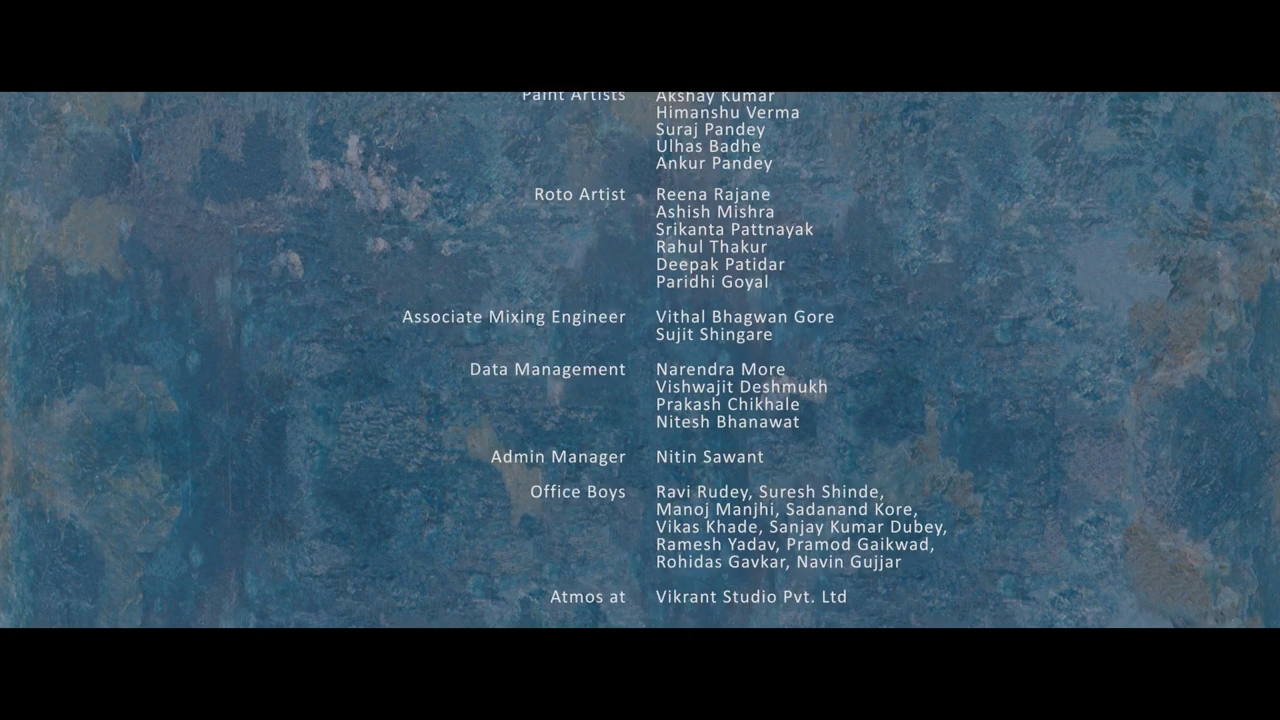 Paint Artists Akshay Kumar
Himanshu Verma
Suraj Pandey
Ulhas Badhe
Ankur Pandey
Roto Artist Reena Rajane
Ashish Mishra
Srikanta Pattnayak
Rahul Thakur
Deepak Patidar
Paridhi Goyal
Associate Mixing Engineer Vithal Bhagwan Gore
Sujit Shingare
Data Management Narendra More
Vishwajit Deshmukh
Prakash Chikhale
Nitesh Bhanawat
Admin Manager Nitin Sawant
Office Boys Ravi Rudey, Suresh Shinde,
Manoj Manjhi, Sadanand Kore,
Vikas Khade, Sanjay Kumar Dubey,
Ramesh Yadav, Pramod Gaikwad,
Rohidas Gavkar, Navin Gujjar
Atmos at Vikrant Studio Pvt. Ltd